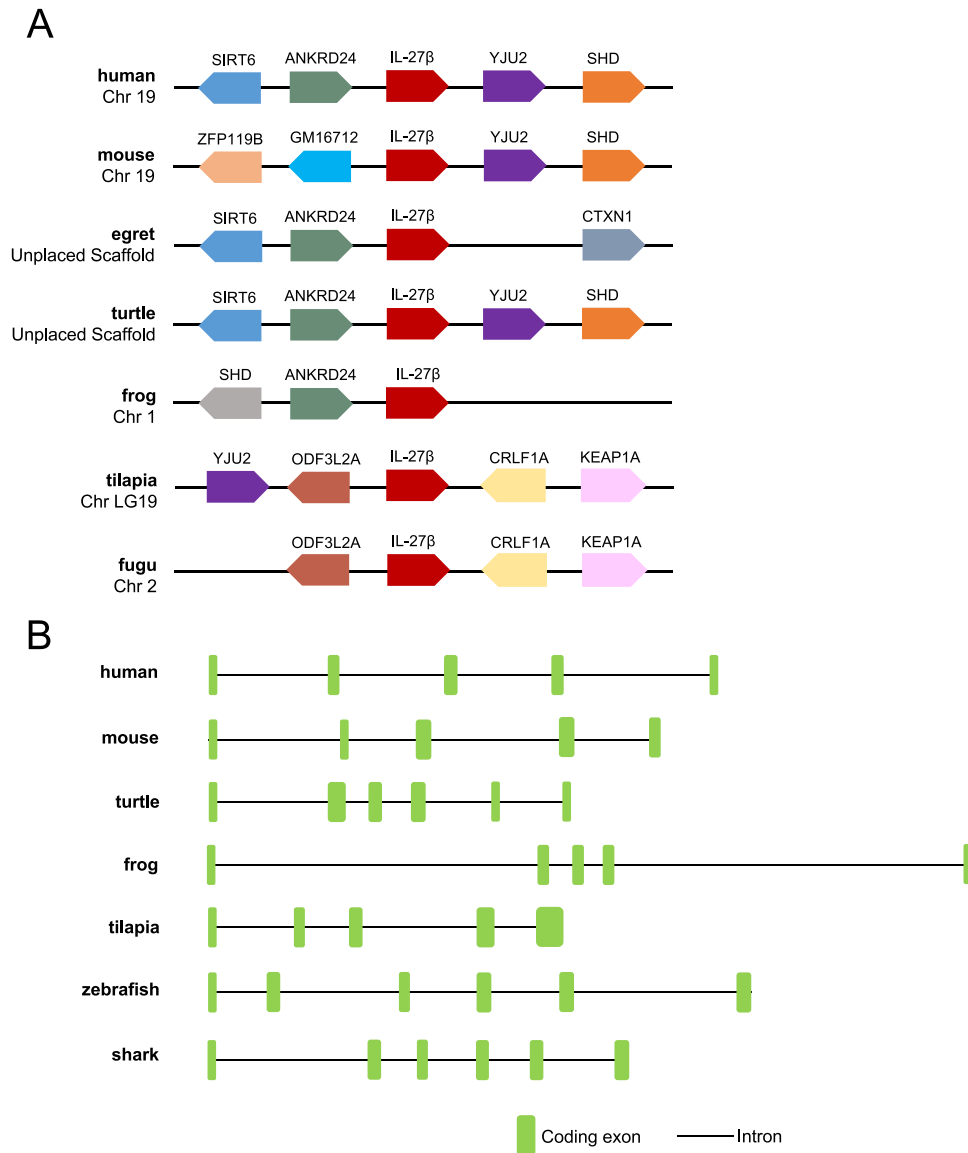 A
SIRT6 ANKRD24 IL-27β YJU2 SHD
human
Chr 19
ZFP119B GM16712 IL-27β YJU2 SHD
mouse
Chr 19
SIRT6 ANKRD24 IL-27β CTXN1
egret
Unplaced Scaffold
SIRT6 ANKRD24 IL-27β YJU2 SHD
turtle
Unplaced Scaffold
SHD ANKRD24 IL-27β
frog
Chr 1
YJU2 ODF3L2A IL-27β CRLF1A KEAP1A
tilapia
Chr LG19
ODF3L2A IL-27β CRLF1A KEAP1A
fugu
Chr 2
B
human
mouse
turtle
frog
tilapia
zebrafish
shark
Coding exon Intron